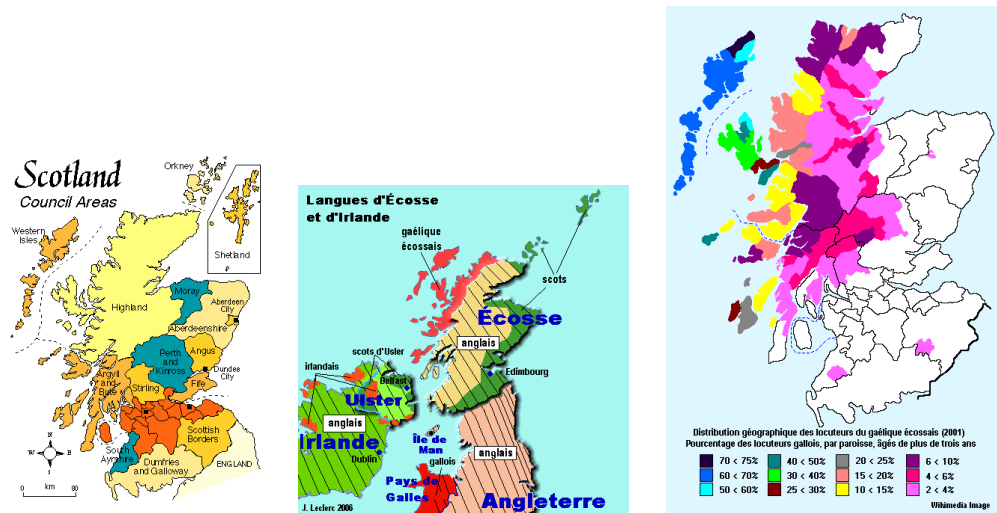 Scotland
Council Areas
Orkney
Shetland
Western
Isles
Highland
Moray
Aberdeen
City
Aberdeenshire
Perth
and
Kinross
Angus
Dundee
City
Argyll
and
Bute
Stirling
Fife
Scottish
Borders
South
Ayrshire
Dumfries
and Galloway
ENGLAND
N
W
E
S
0
80
km
Langues d'Écosse
et d'Irlande
gaélique
écossais
scots
Écosse
anglais
scots d'Usler
irlandais
Belfast
Edimbourg
Ulster
anglais
Irlande
Dublin
Île de
Man
gallois
anglais
Pays de
Galles
Angleterre
J. Leclerc 2006
Distribution géographique des locuteurs du gaélique écossais (2001)
Pourcentage des locuteurs gallois, par paroisse, âgés de plus de trois ans
70 < 75% 40 < 50% 20 < 25% 6 < 10%
60 < 70% 30 < 40% 15 < 20% 4 < 6%
50 < 60% 25 < 30% 10 < 15% 2 < 4%
Wikimedia Image